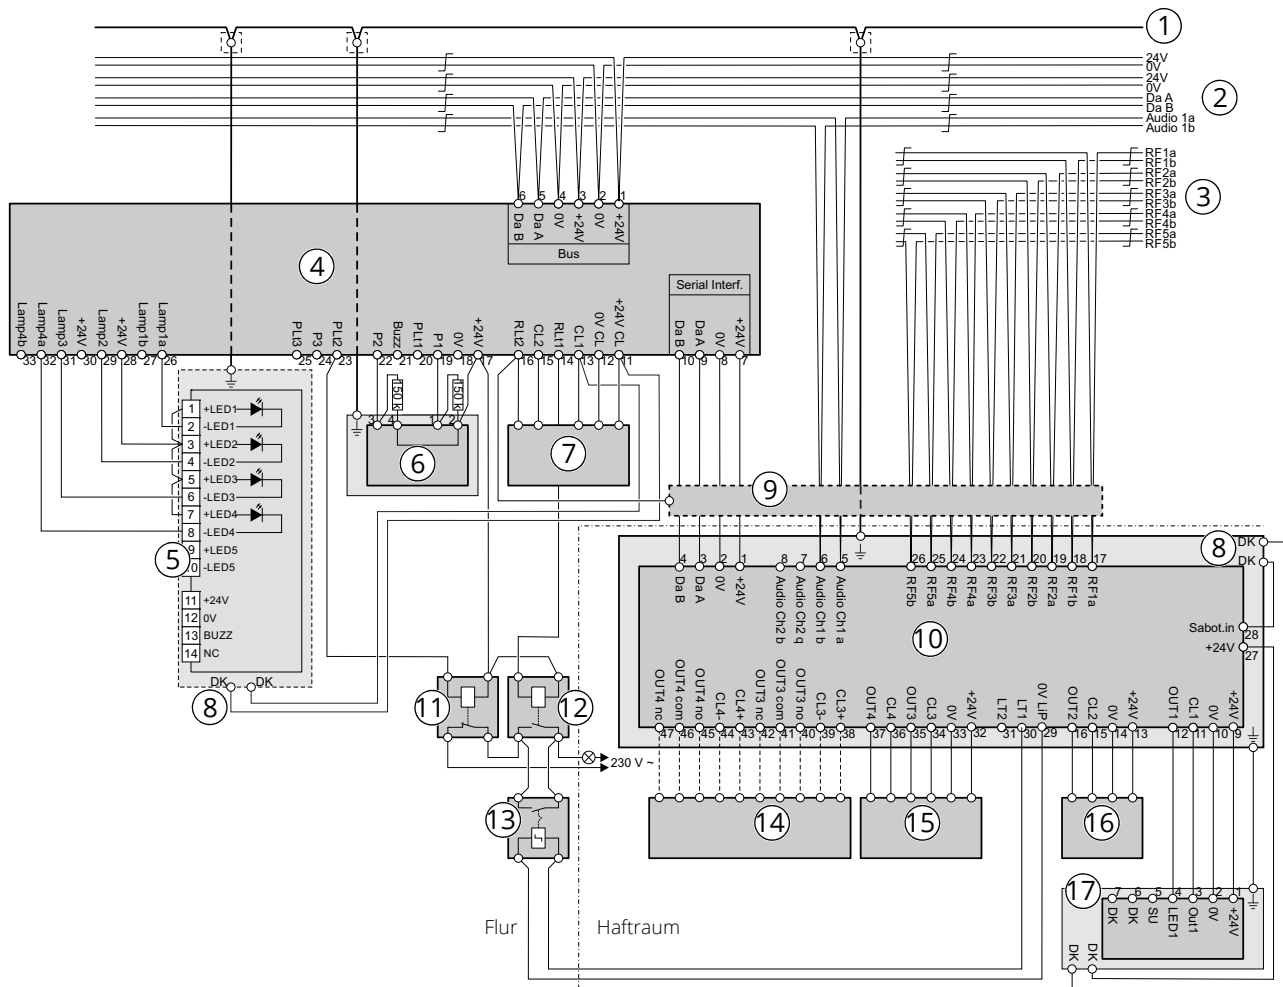 1
24V
0V
24V
0V
Da A
Da B
Audio 1a
Audio 1b
2
RF1a
RF1b
RF2a
RF2b
RF3a
RF3b
RF4a
RF4b
RF5a
RF5b
3
6 5 4 3 2 1
Da B Da A 0V +24V 0V +24V
Bus
4
Serial Interf.
Lamp4b Lamp4a Lamp3 +24V Lamp2 +24V Lamp1b Lamp1a
33 32 31 30 29 28 27 26
PLt3 P3 PLt2
25 24 23
P2 Buzz PLt1 P1 0V +24V
22 21 20 19 18 17
RLt2 CL2 RLt1 CL1 0V CL +24V CL
16 15 14 13 12 11
Da B Da A 0V +24V
10 9 8 7
150 k 150 k
3 4 1 2
6
7
1 +LED1
2 -LED1
3 +LED2
4 -LED2
5 +LED3
6 -LED3
7 +LED4
8 -LED4
9 +LED5
10 -LED5
5
11 +24V
12 0V
13 BUZZ
14 NC
DK DK
8
9
8
DK
DK
4 3 2 1
Da B Da A 0V +24V
8 7 6 5
Audio Ch2 b Audio Ch2 q Audio Ch1 b Audio Ch1 a
26 25 24 23 22 21 20 19 18 17
RF5b RF5a RF4b RF4a RF3b RF3a RF2b RF2a RF1b RF1a
10
Sabot.in
28
+24V
27
OUT4 nc OUT4 com OUT4 no CL4- CL4+ OUT3 nc OUT3 com OUT3 no CL3- CL3+
47 46 45 44 43 42 41 40 39 38
OUT4 CL4 OUT3 CL3 0V +24V
37 36 35 34 33 32
LT2 LT1 0V LiP
31 30 29
OUT2 CL2 0V +24V
16 15 14 13
OUT1 CL1 0V +24V
12 11 10 9
11
12
230 V ~
13
14
15
16
17
7 6 5 4 3 2 1
DK DK SU LED1 Out1 0V +24V
DK DK
Flur
Haftraum